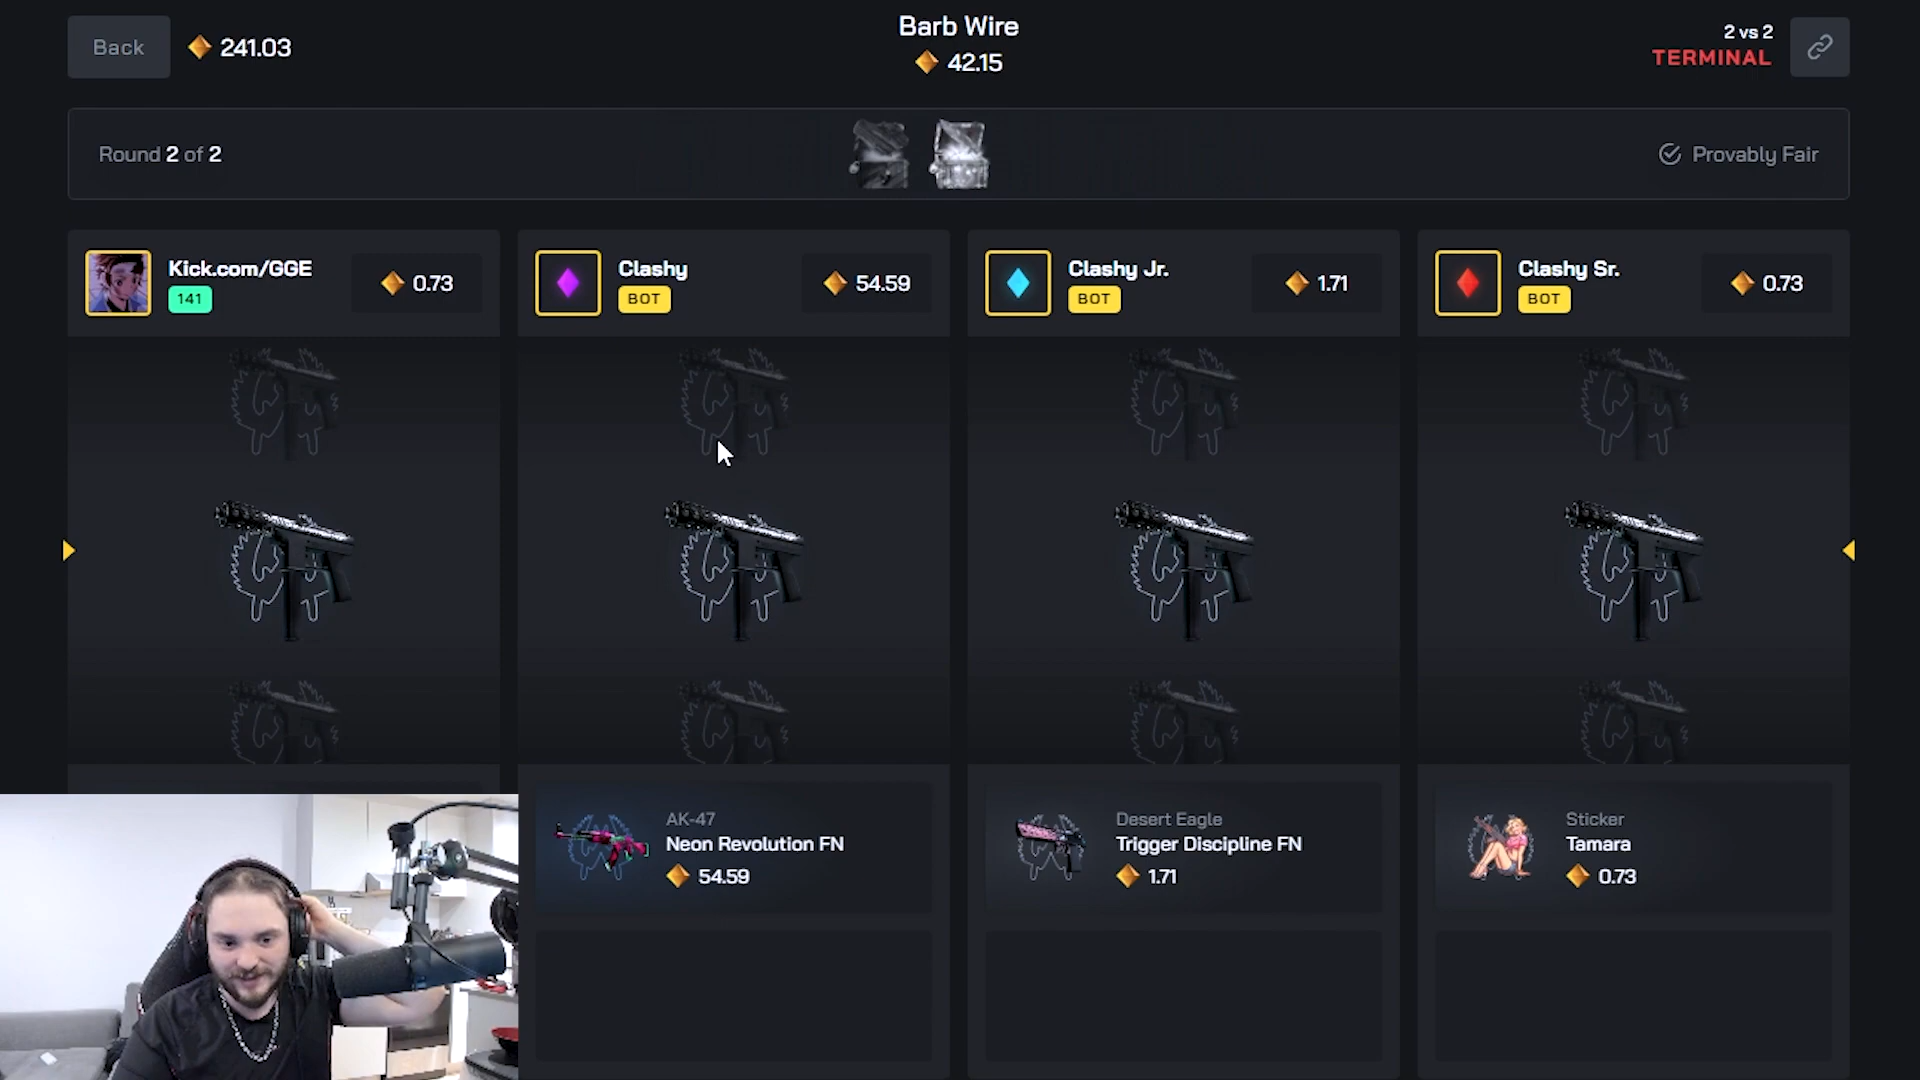 Back
241.03
Barb Wire
42.15
2 vs 2
TERMINAL
Round 2 of 2
Provably Fair
Kick.com/GGE
141
0.73
Clashy
BOT
54.59
Clashy Jr.
BOT
1.71
Clashy Sr.
BOT
0.73
AK-47
Neon Revolution FN
54.59
Desert Eagle
Trigger Discipline FN
1.71
Sticker
Tamara
0.73